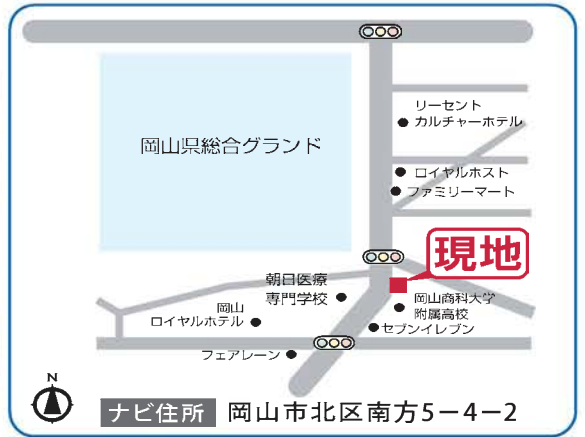 リーセント
カルチャーホテル
岡山県総合グランド
ロイヤルホスト
ファミリーマート
現地
朝日医療
専門学校
岡山商科大学
附属高校
岡山
ロイヤルホテル
セブンイレブン
フェアレーン
N
ナビ住所 岡山市北区南方5−4−2